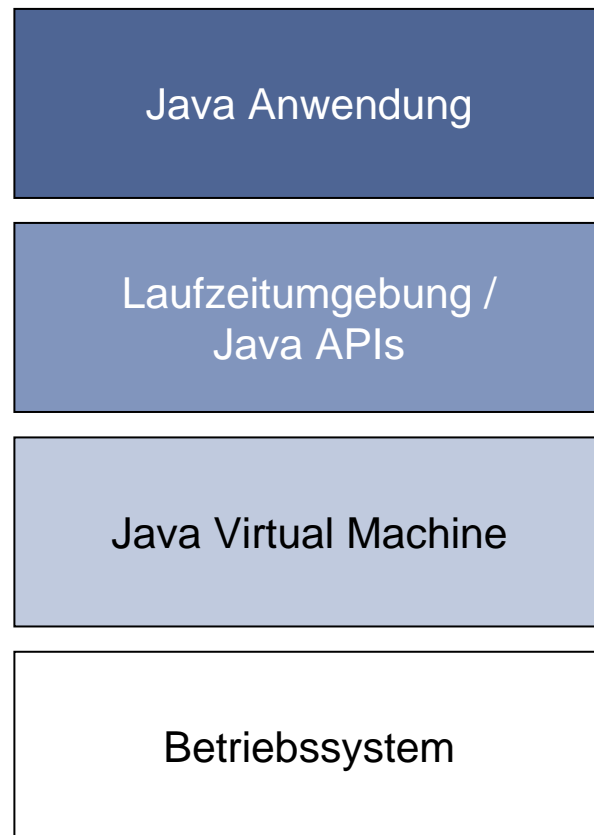 Java Anwendung
Laufzeitumgebung /
Java APIs
Java Virtual Machine
Betriebssystem